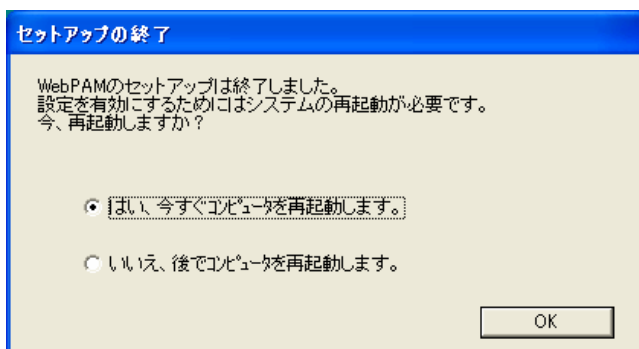 セットアップの終了
WebPAMのセットアップは終了しました。
設定を有効にするためにはシステムの再起動が必要です。
今、再起動しますか?
はい、今すぐコンピュータを再起動します。
いいえ、後でコンピュータを再起動します。
OK